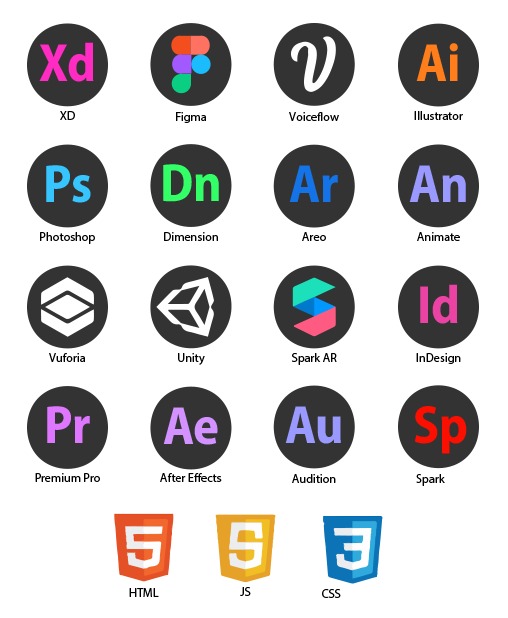 Xd
XD
Figma
V
Voiceflow
Ai
Illustrator
Ps
Photoshop
Dn
Dimension
Ar
Areo
An
Animate
Vuforia
Unity
Spark AR
Id
InDesign
Pr
Premium Pro
Ae
After Effects
Au
Audition
Sp
Spark
5
HTML
S
JS
3
CSS